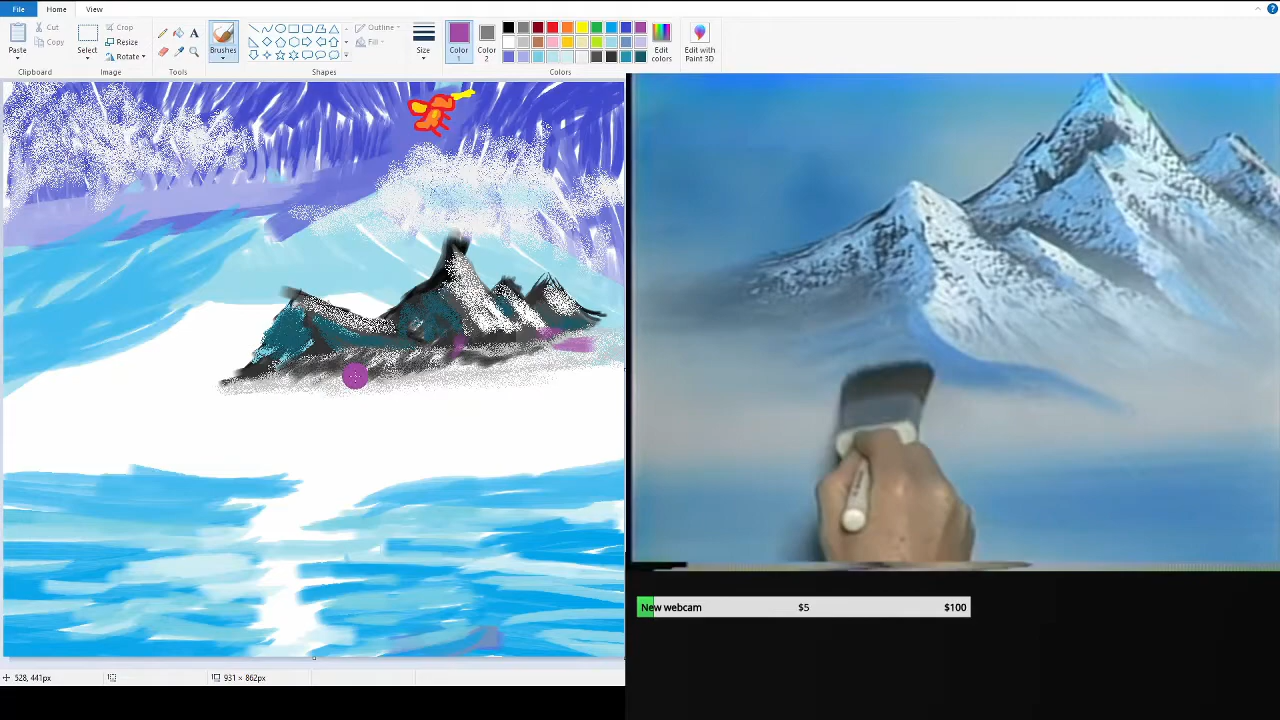 File Home View
Paste
Cut
Copy
Clipboard
Select
Crop
Resize
Rotate
Image
A
Tools
Brushes
Outline
Fill
Shapes
Size
Color 1
Color 2
Edit colors
Colors
Edit with Paint 3D
528, 441px
931 × 862px
New webcam $5 $100